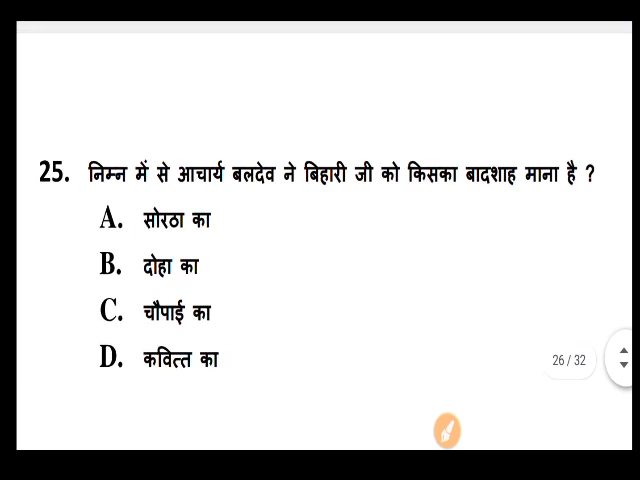 25. निम्न में से आचार्य बलदेव ने बिहारी जी को किसका बादशाह माना है ?
A. सोरठा का
B. दोहा का
C. चौपाई का
D. कवित्त का
26 / 32